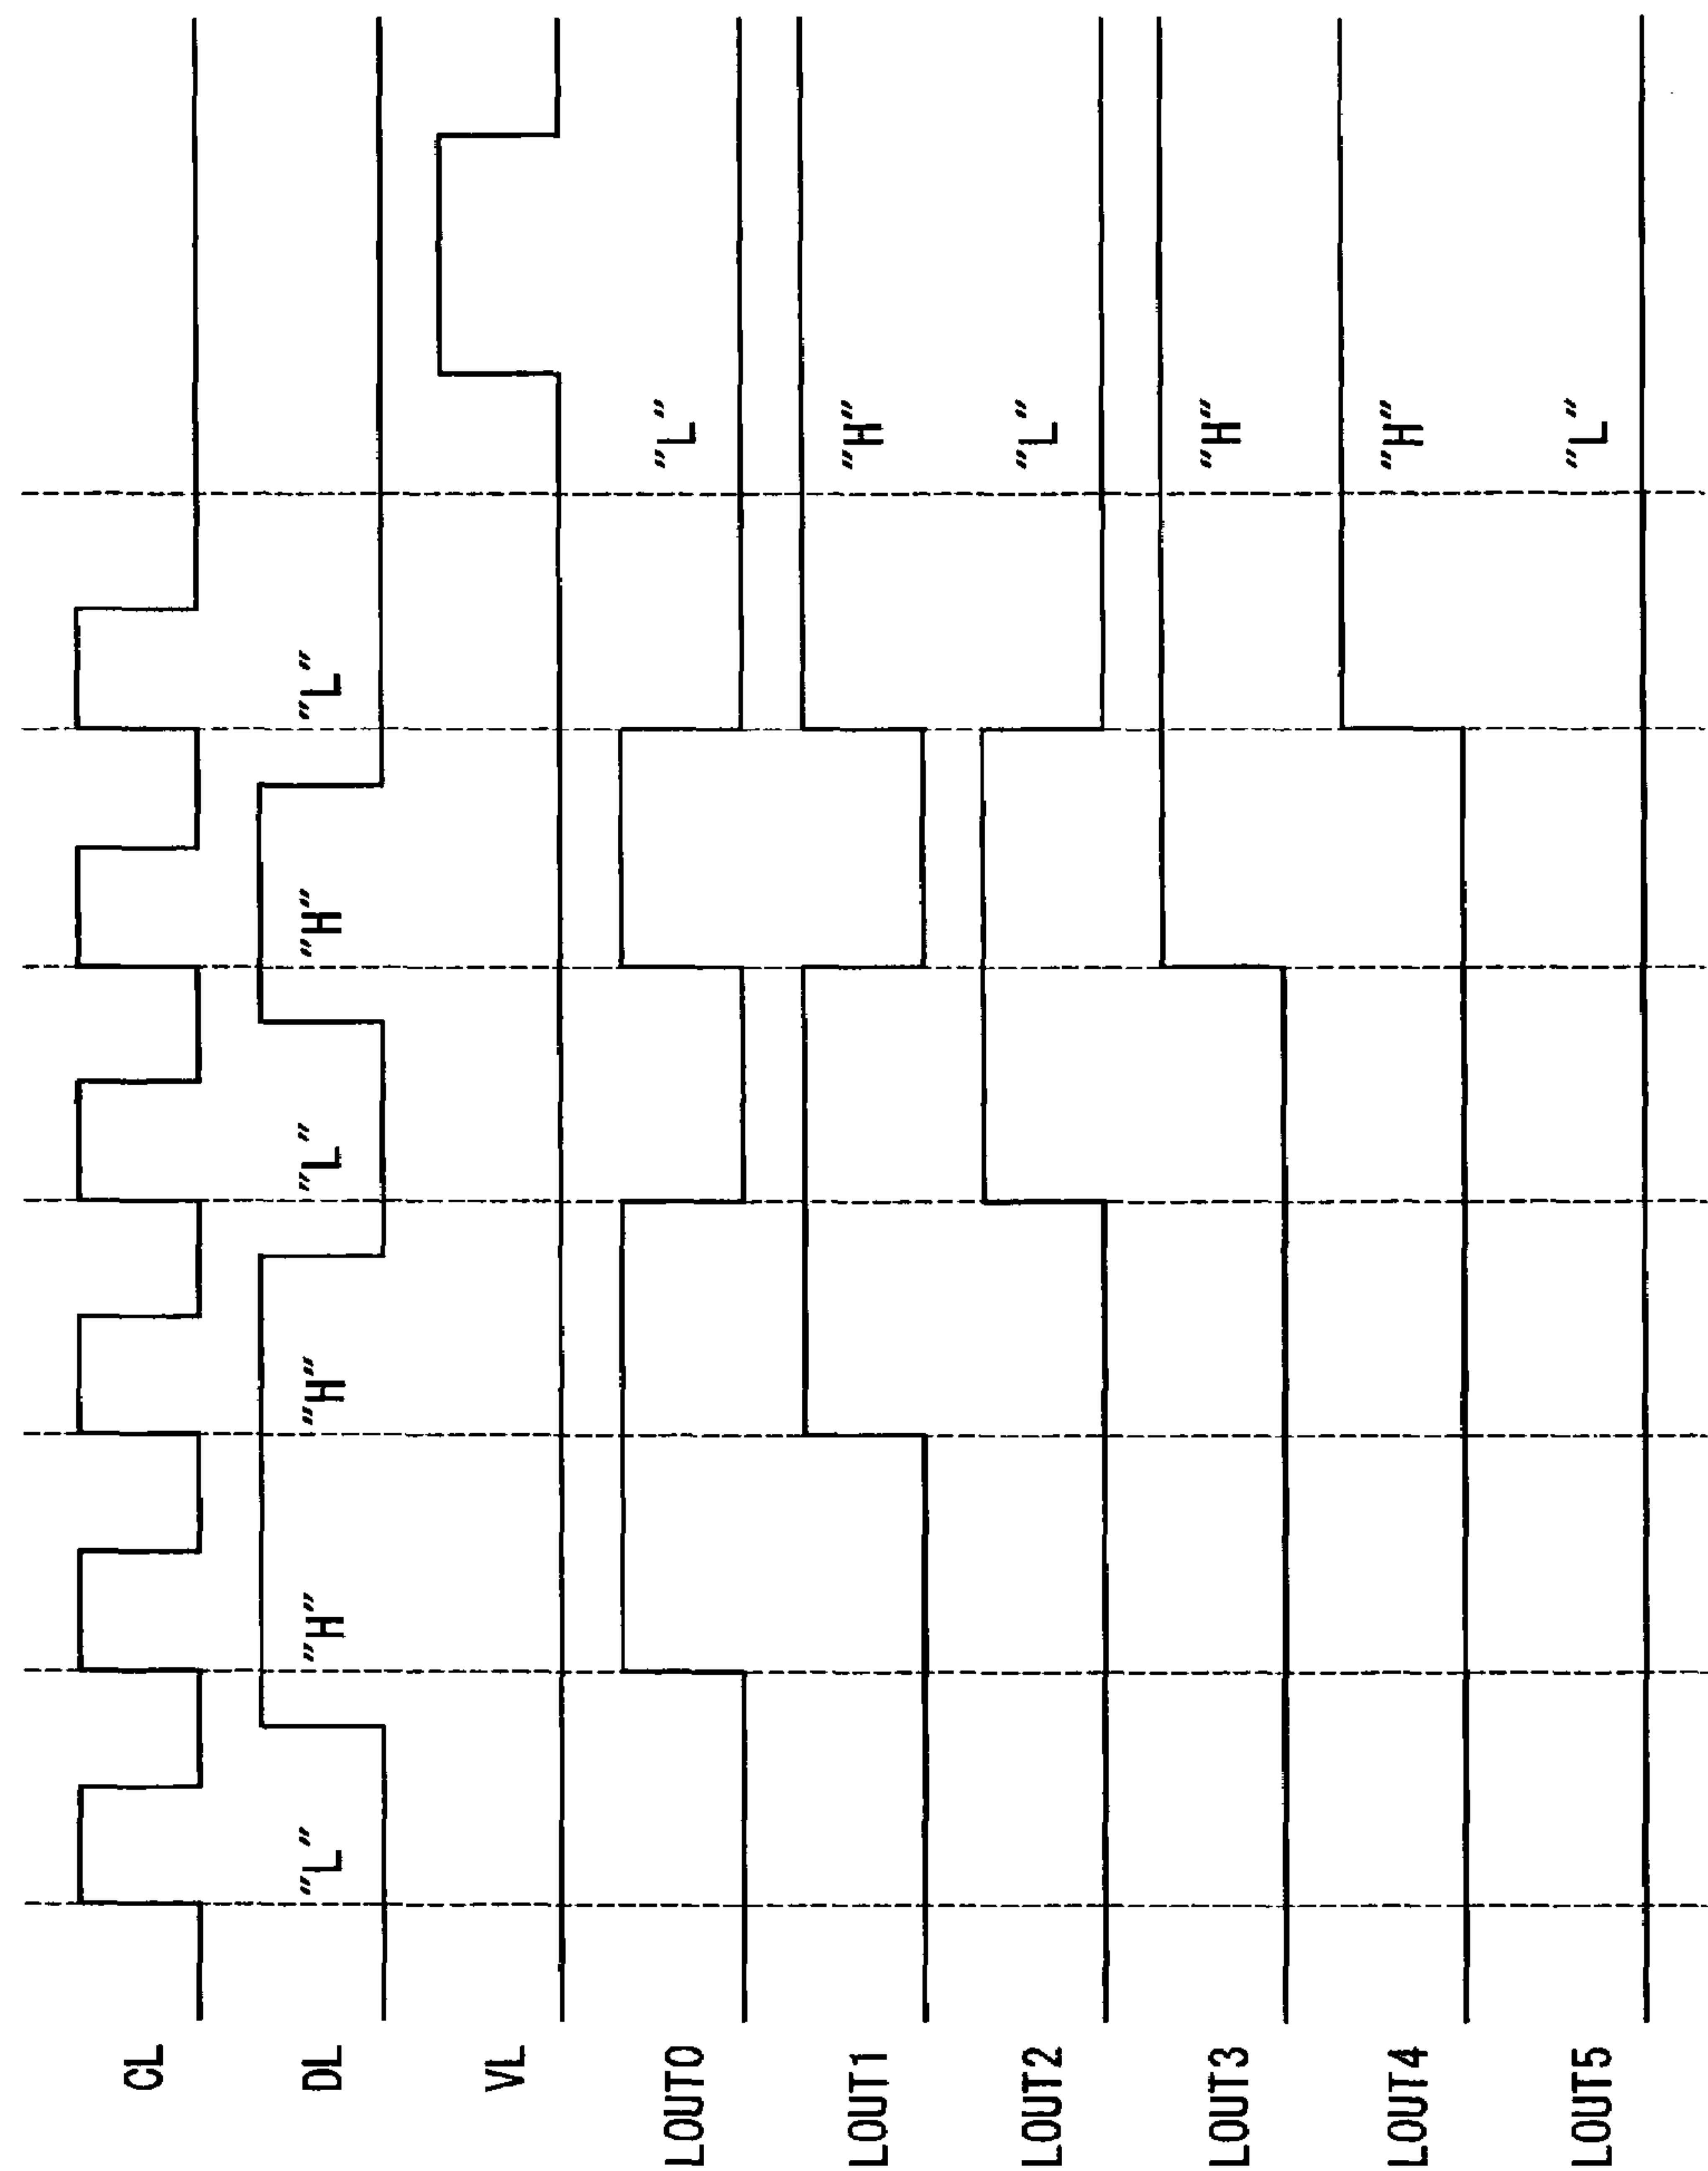 CL
DL "L" "H" "H" "L" "H" "L"
VL
LOUT0 "L"
LOUT1 "H"
LOUT2 "L"
LOUT3 "H"
LOUT4 "H"
LOUT5 "L"